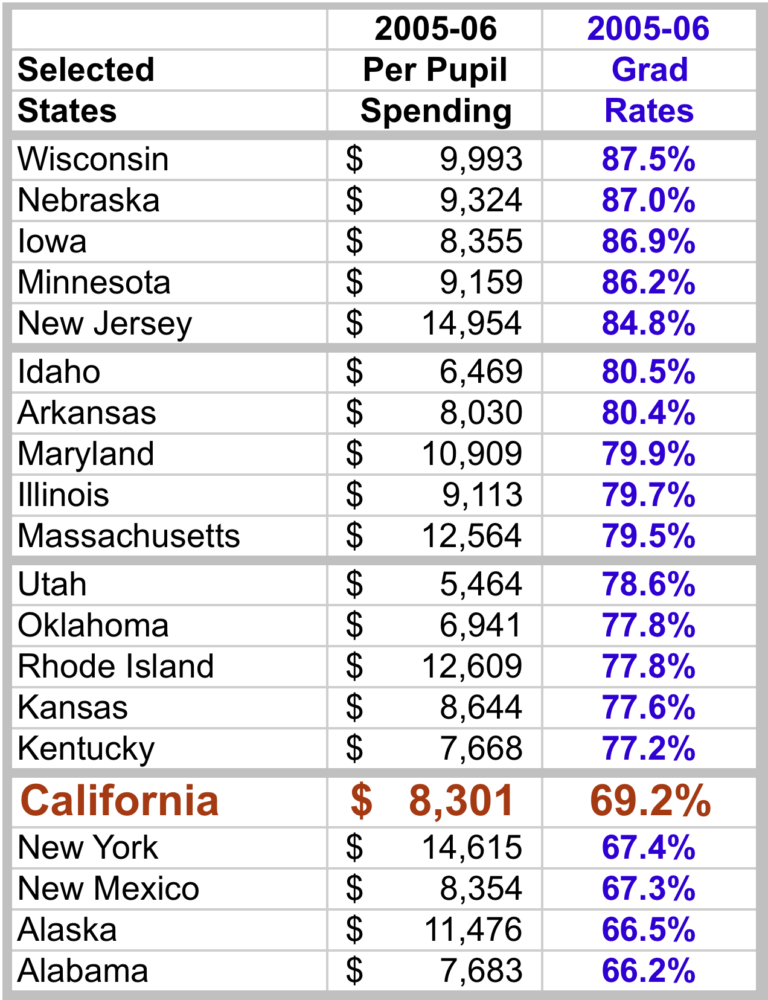 2005-06 2005-06
Selected Per Pupil Grad
States Spending Rates
Wisconsin $ 9,993 87.5%
Nebraska $ 9,324 87.0%
Iowa $ 8,355 86.9%
Minnesota $ 9,159 86.2%
New Jersey $ 14,954 84.8%
Idaho $ 6,469 80.5%
Arkansas $ 8,030 80.4%
Maryland $ 10,909 79.9%
Illinois $ 9,113 79.7%
Massachusetts $ 12,564 79.5%
Utah $ 5,464 78.6%
Oklahoma $ 6,941 77.8%
Rhode Island $ 12,609 77.8%
Kansas $ 8,644 77.6%
Kentucky $ 7,668 77.2%
California $ 8,301 69.2%
New York $ 14,615 67.4%
New Mexico $ 8,354 67.3%
Alaska $ 11,476 66.5%
Alabama $ 7,683 66.2%